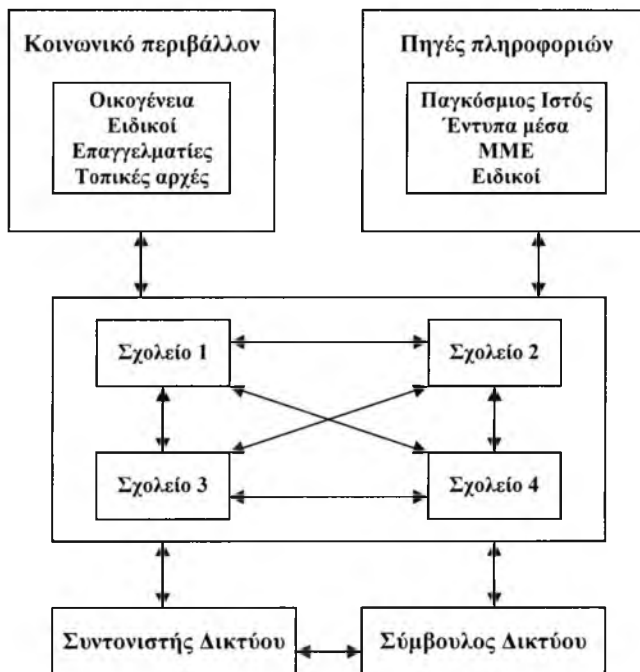 Κοινωνικό περιβάλλον
Οικογένεια
Ειδικοί
Επαγγελματίες
Τοπικές αρχές
Πηγές πληροφοριών
Παγκόσμιος Ιστός
Έντυπα μέσα
ΜΜΕ
Ειδικοί
Σχολείο 1
Σχολείο 2
Σχολείο 3
Σχολείο 4
Συντονιστής Δικτύου
Σύμβουλος Δικτύου